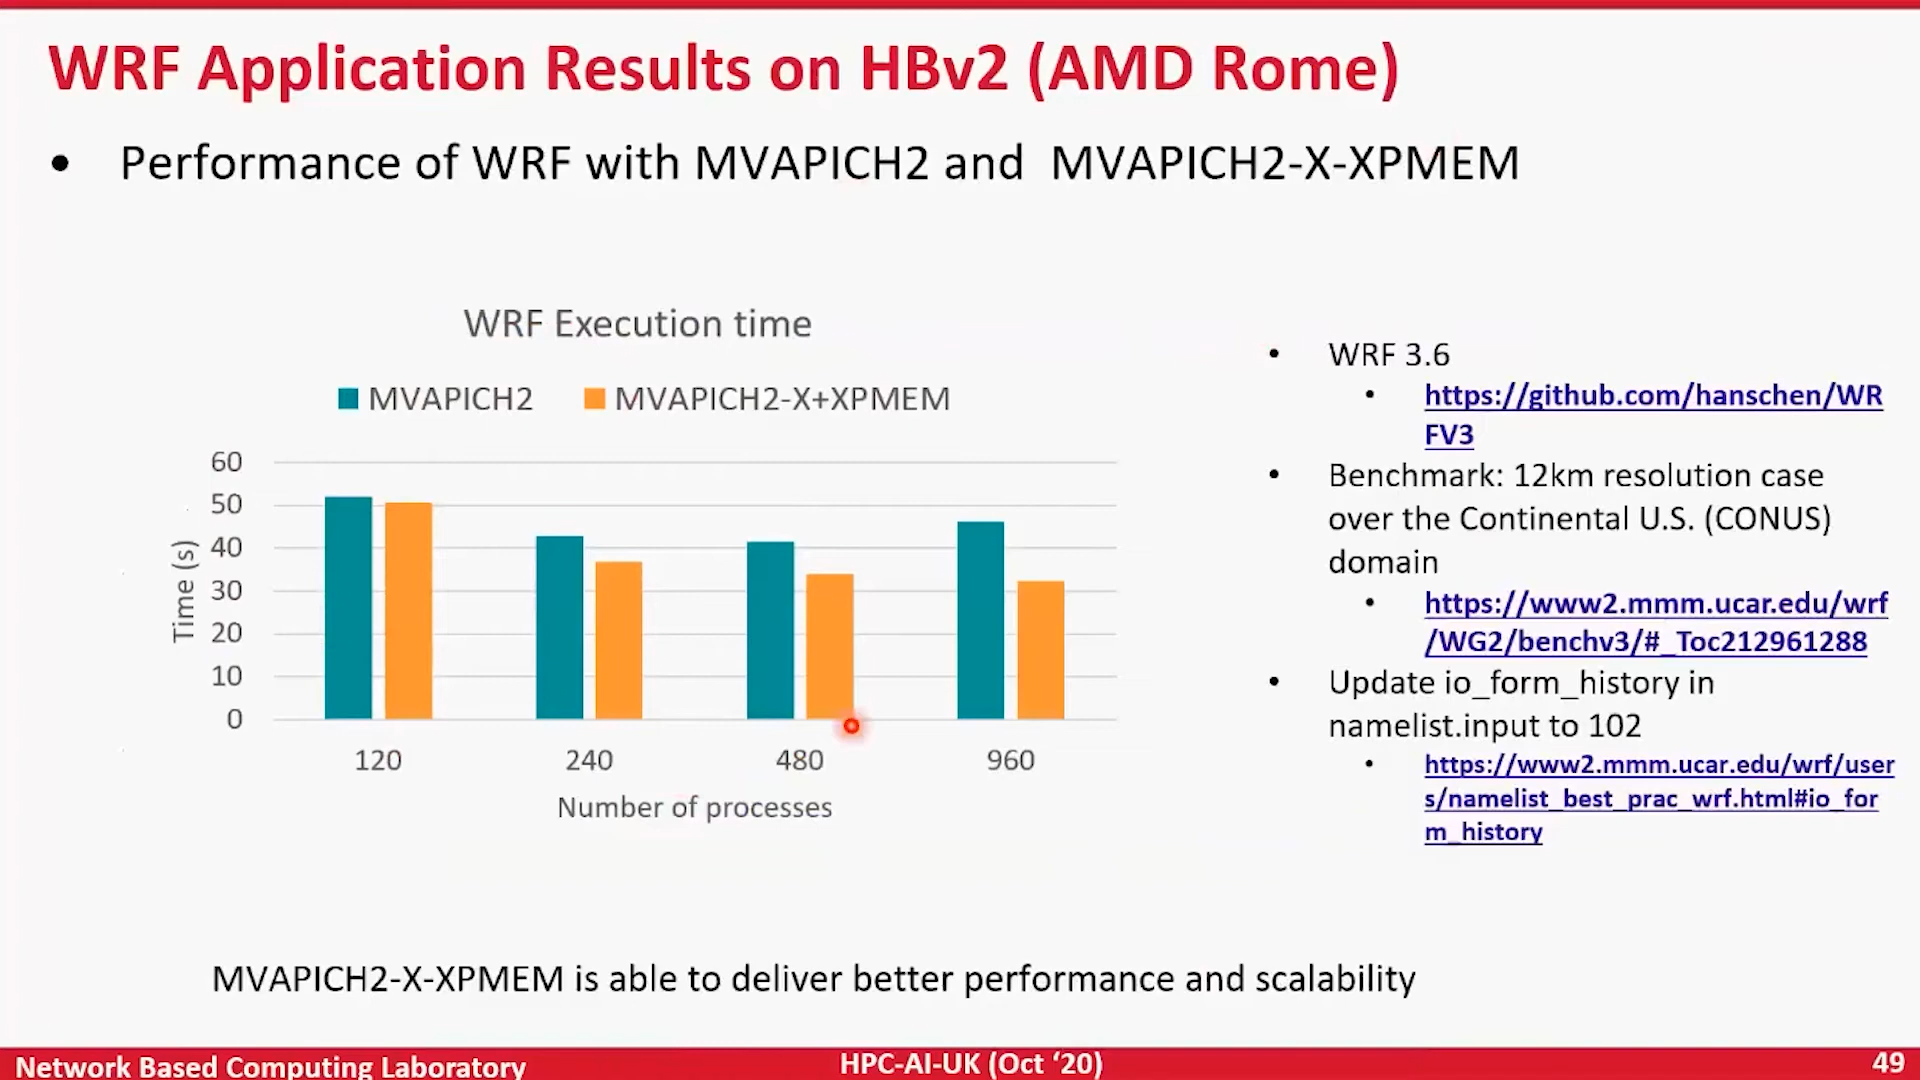 WRF Application Results on HBv2 (AMD Rome)
• Performance of WRF with MVAPICH2 and MVAPICH2-X-XPMEM
WRF Execution time
MVAPICH2
MVAPICH2-X+XPMEM
60
50
40
30
20
10
0
Time (s)
120
240
480
960
Number of processes
• WRF 3.6
• https://github.com/hanschen/WR
FV3
• Benchmark: 12km resolution case
over the Continental U.S. (CONUS)
domain
• https://www2.mmm.ucar.edu/wrf
/WG2/benchv3/#_Toc212961288
• Update io_form_history in
namelist.input to 102
• https://www2.mmm.ucar.edu/wrf/user
s/namelist_best_prac_wrf.html#io_for
m_history
MVAPICH2-X-XPMEM is able to deliver better performance and scalability
Network Based Computing Laboratory
HPC-AI-UK (Oct ‘20)
49